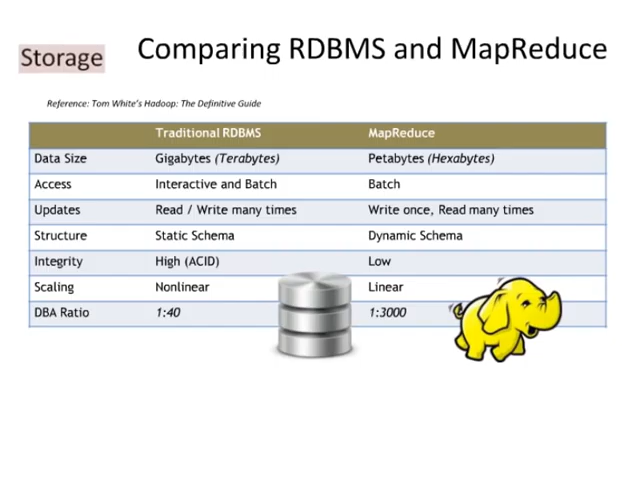 Storage
Comparing RDBMS and MapReduce
Reference: Tom White's Hadoop: The Definitive Guide
Traditional RDBMS MapReduce
Data Size Gigabytes (Terabytes) Petabytes (Hexabytes)
Access Interactive and Batch Batch
Updates Read / Write many times Write once, Read many times
Structure Static Schema Dynamic Schema
Integrity High (ACID) Low
Scaling Nonlinear Linear
DBA Ratio 1:40 1:3000